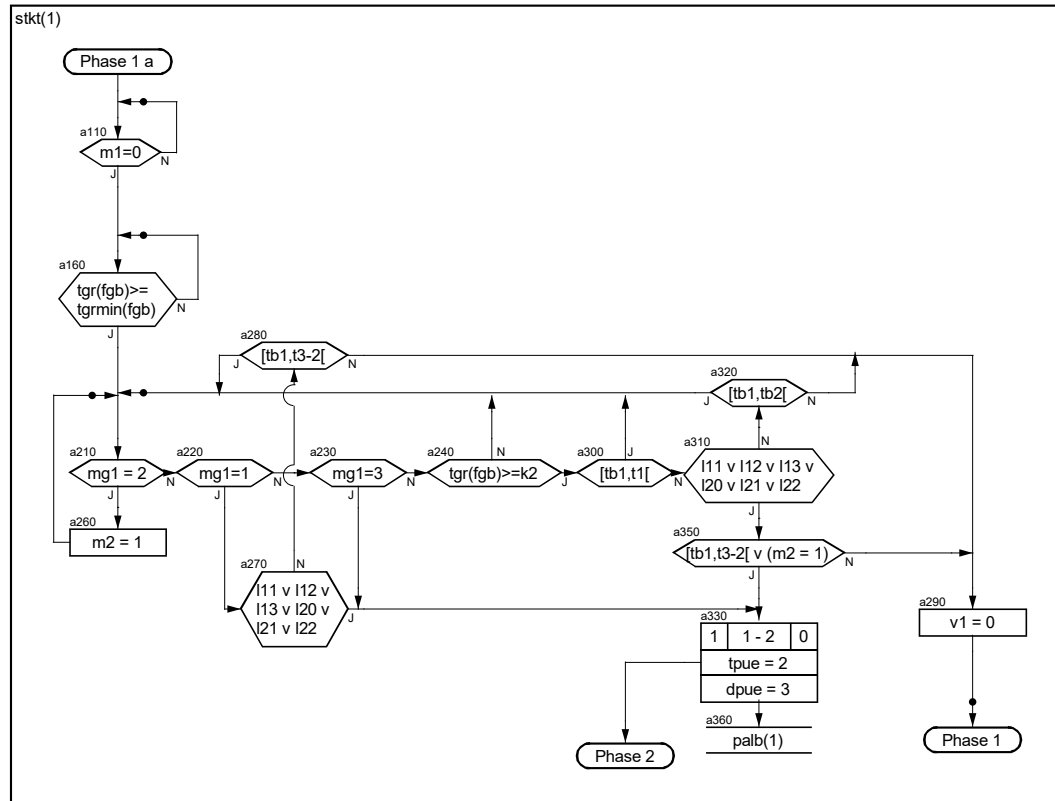 stkt(1)
Phase 1 a
a110
m1=0
N
J
a160
tgr(fgb)>=
tgrmin(fgb)
N
J
a280
[tb1,t3-2[
J
N
a320
[tb1,tb2[
J
N
a210
mg1 = 2
N
J
a220
mg1=1
N
J
a230
mg1=3
N
J
a240
tgr(fgb)>=k2
N
J
a300
[tb1,t1[
J
N
a310
N
l11 v l12 v l13 v
l20 v l21 v l22
J
a260
m2 = 1
a350
[tb1,t3-2[ v (m2 = 1)
N
J
a270
N
l11 v l12 v
l13 v l20 v
l21 v l22
J
a330
1 1 - 2 0
tpue = 2
dpue = 3
a290
v1 = 0
a360
palb(1)
Phase 2
Phase 1